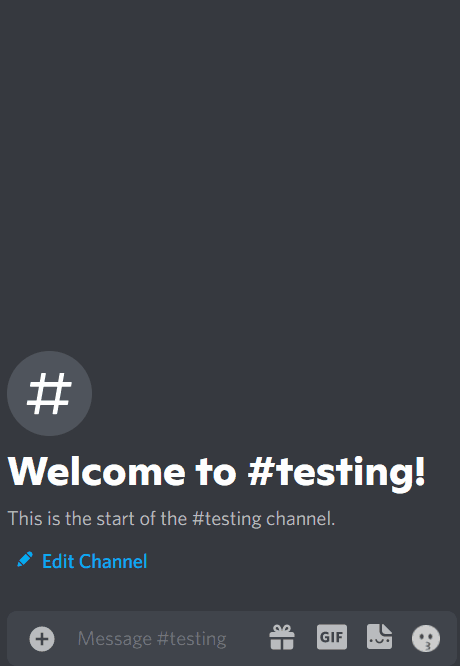 #
Welcome to #testing!
This is the start of the #testing channel.
Edit Channel
Message #testing
GIF